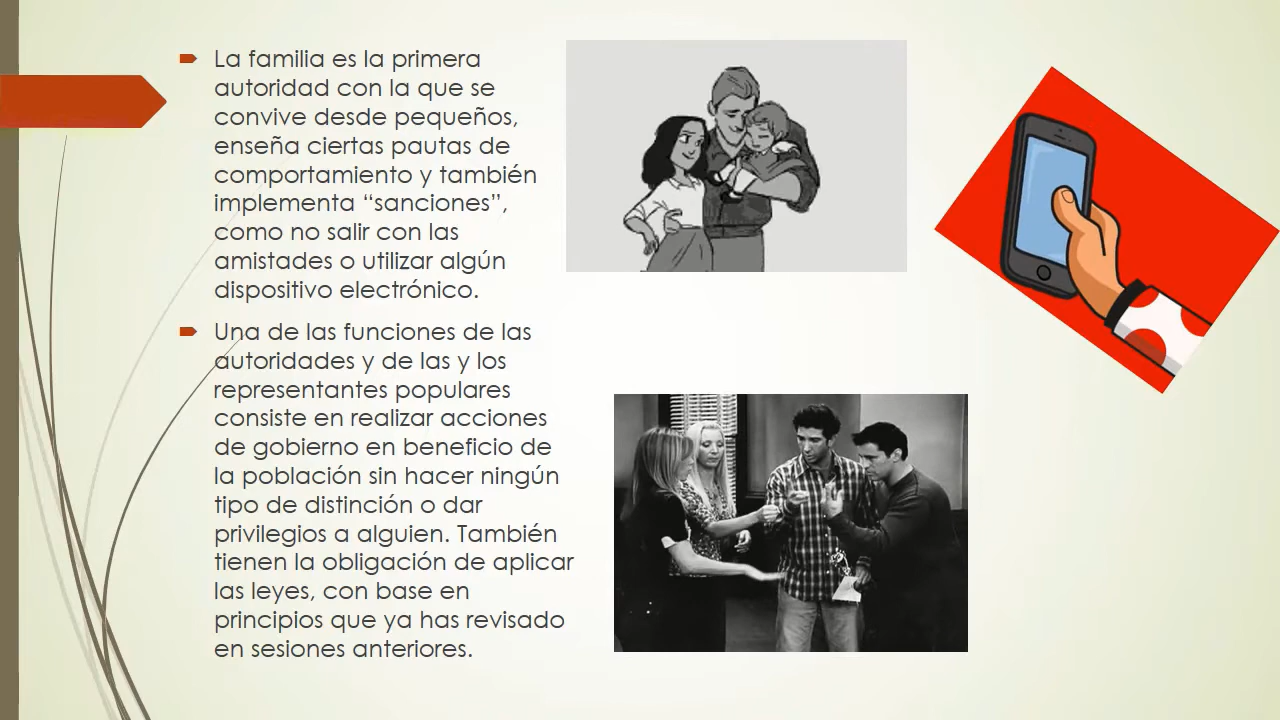 La familia es la primera
autoridad con la que se
convive desde pequeños,
enseña ciertas pautas de
comportamiento y también
implementa “sanciones”,
como no salir con las
amistades o utilizar algún
dispositivo electrónico.
Una de las funciones de las
autoridades y de las y los
representantes populares
consiste en realizar acciones
de gobierno en beneficio de
la población sin hacer ningún
tipo de distinción o dar
privilegios a alguien. También
tienen la obligación de aplicar
las leyes, con base en
principios que ya has revisado
en sesiones anteriores.